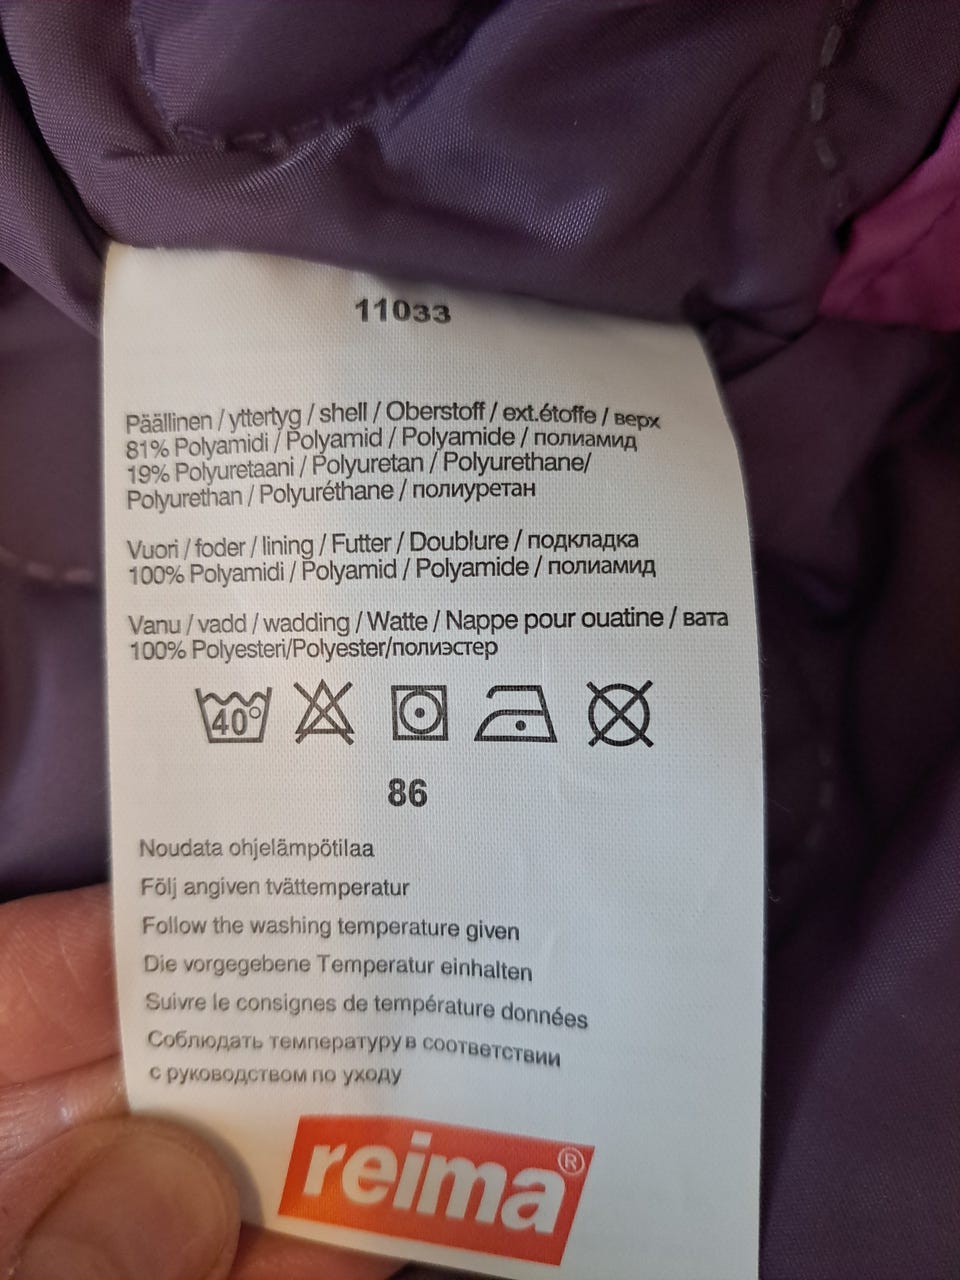 11033
Päällinen / yttertyg / shell / Oberstoff / ext.étoffe / верх
81% Polyamidi / Polyamid / Polyamide / полиамид
19% Polyuretaani / Polyuretan / Polyurethane/
Polyurethan / Polyuréthane / полиуретан
Vuori / foder / lining / Futter / Doublure / подкладка
100% Polyamidi / Polyamid / Polyamide / полиамид
Vanu / vadd / wadding / Watte / Nappe pour ouatine / вата
100% Polyesteri/Polyester/полиэстер
40°
86
Noudata ohjelämpötilaa
Följ angiven tvättemperatur
Follow the washing temperature given
Die vorgegebene Temperatur einhalten
Suivre le consignes de température données
Соблюдать температуру в соответствии
с руководством по уходу
reima®